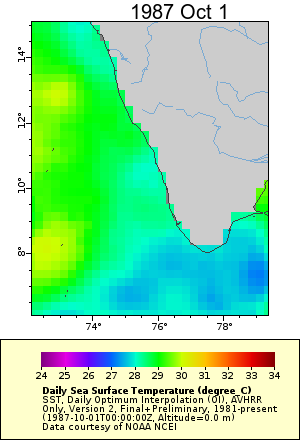 1987 Oct 1
14°
12°
10°
8°
74°
76°
78°
24 25 26 27 28 29 30 31 32 33 34
Daily Sea Surface Temperature (degree_C)
SST, Daily Optimum Interpolation (OI), AVHRR
Only, Version 2, Final+Preliminary, 1981-present
(1987-10-01T00:00:00Z, Altitude=0.0 m)
Data courtesy of NOAA NCEI